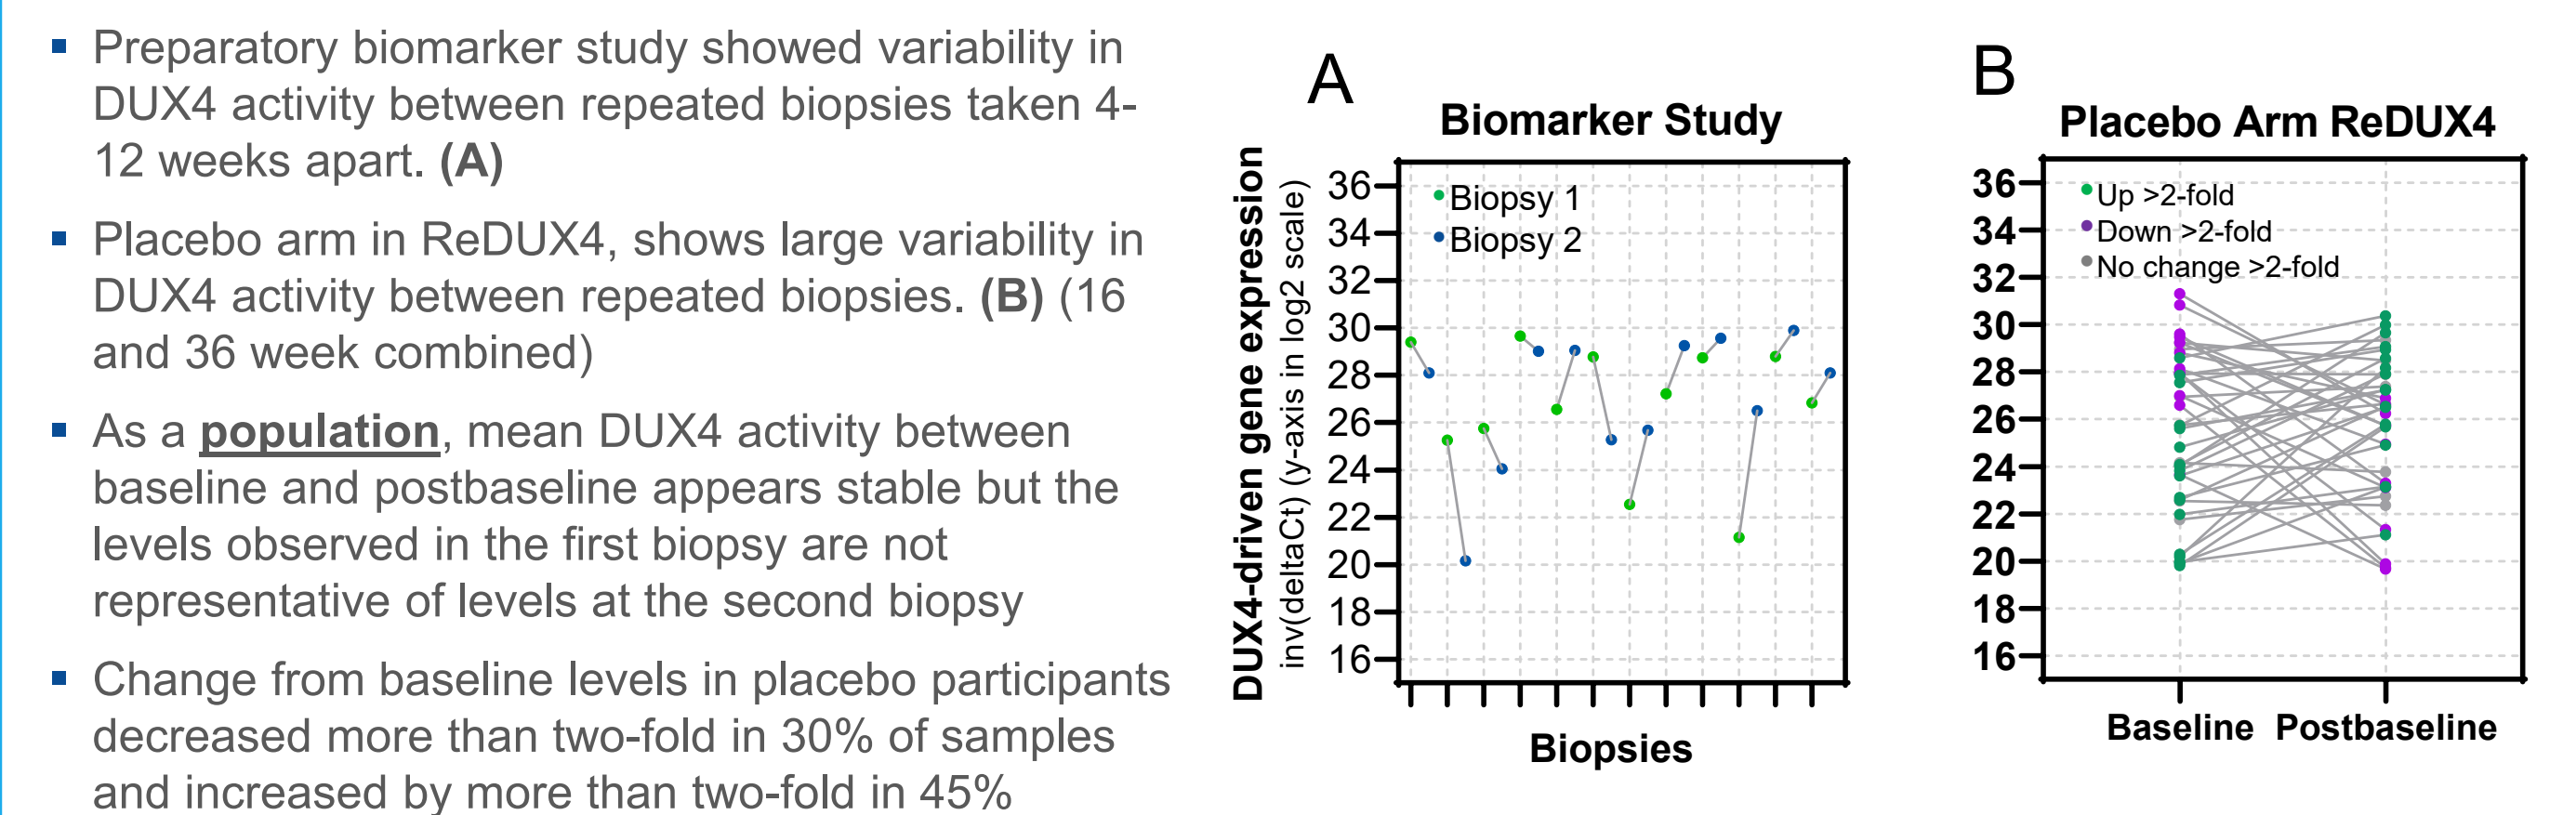 ▪ Preparatory biomarker study showed variability in
DUX4 activity between repeated biopsies taken 4-
12 weeks apart. (A)
▪ Placebo arm in ReDUX4, shows large variability in
DUX4 activity between repeated biopsies. (B) (16
and 36 week combined)
▪ As a population, mean DUX4 activity between
baseline and postbaseline appears stable but the
levels observed in the first biopsy are not
representative of levels at the second biopsy
▪ Change from baseline levels in placebo participants
decreased more than two-fold in 30% of samples
and increased by more than two-fold in 45%
A
Biomarker Study
DUX4-driven gene expression
inv(deltaCt) (y-axis in log2 scale)
36
34
32
30
28
26
24
22
20
18
16
Biopsy 1
Biopsy 2
Biopsies
B
Placebo Arm ReDUX4
36
34
32
30
28
26
24
22
20
18
16
Up >2-fold
Down >2-fold
No change >2-fold
Baseline Postbaseline